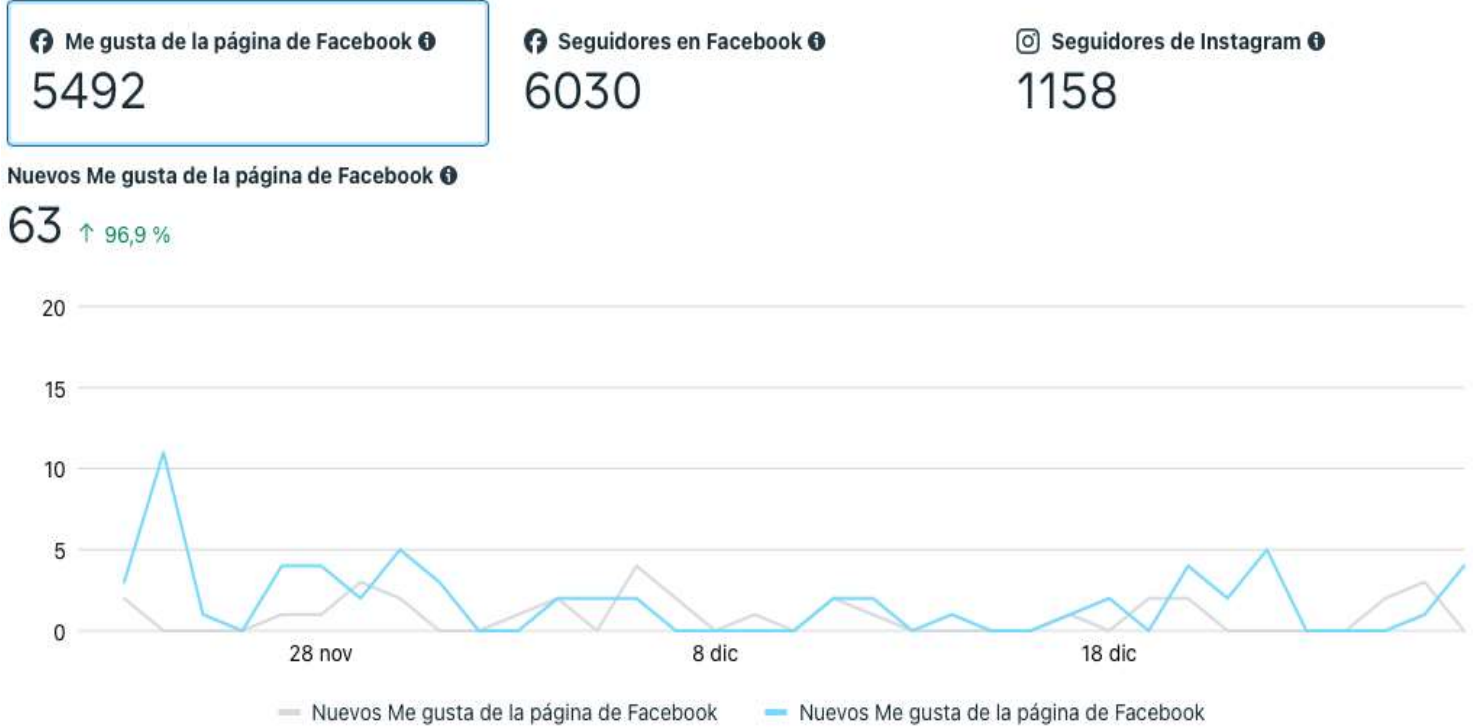 Me gusta de la página de Facebook
5492
Seguidores en Facebook
6030
Seguidores de Instagram
1158
Nuevos Me gusta de la página de Facebook
63 ↑ 96,9 %
20
15
10
5
0
28 nov 8 dic 18 dic
Nuevos Me gusta de la página de Facebook Nuevos Me gusta de la página de Facebook